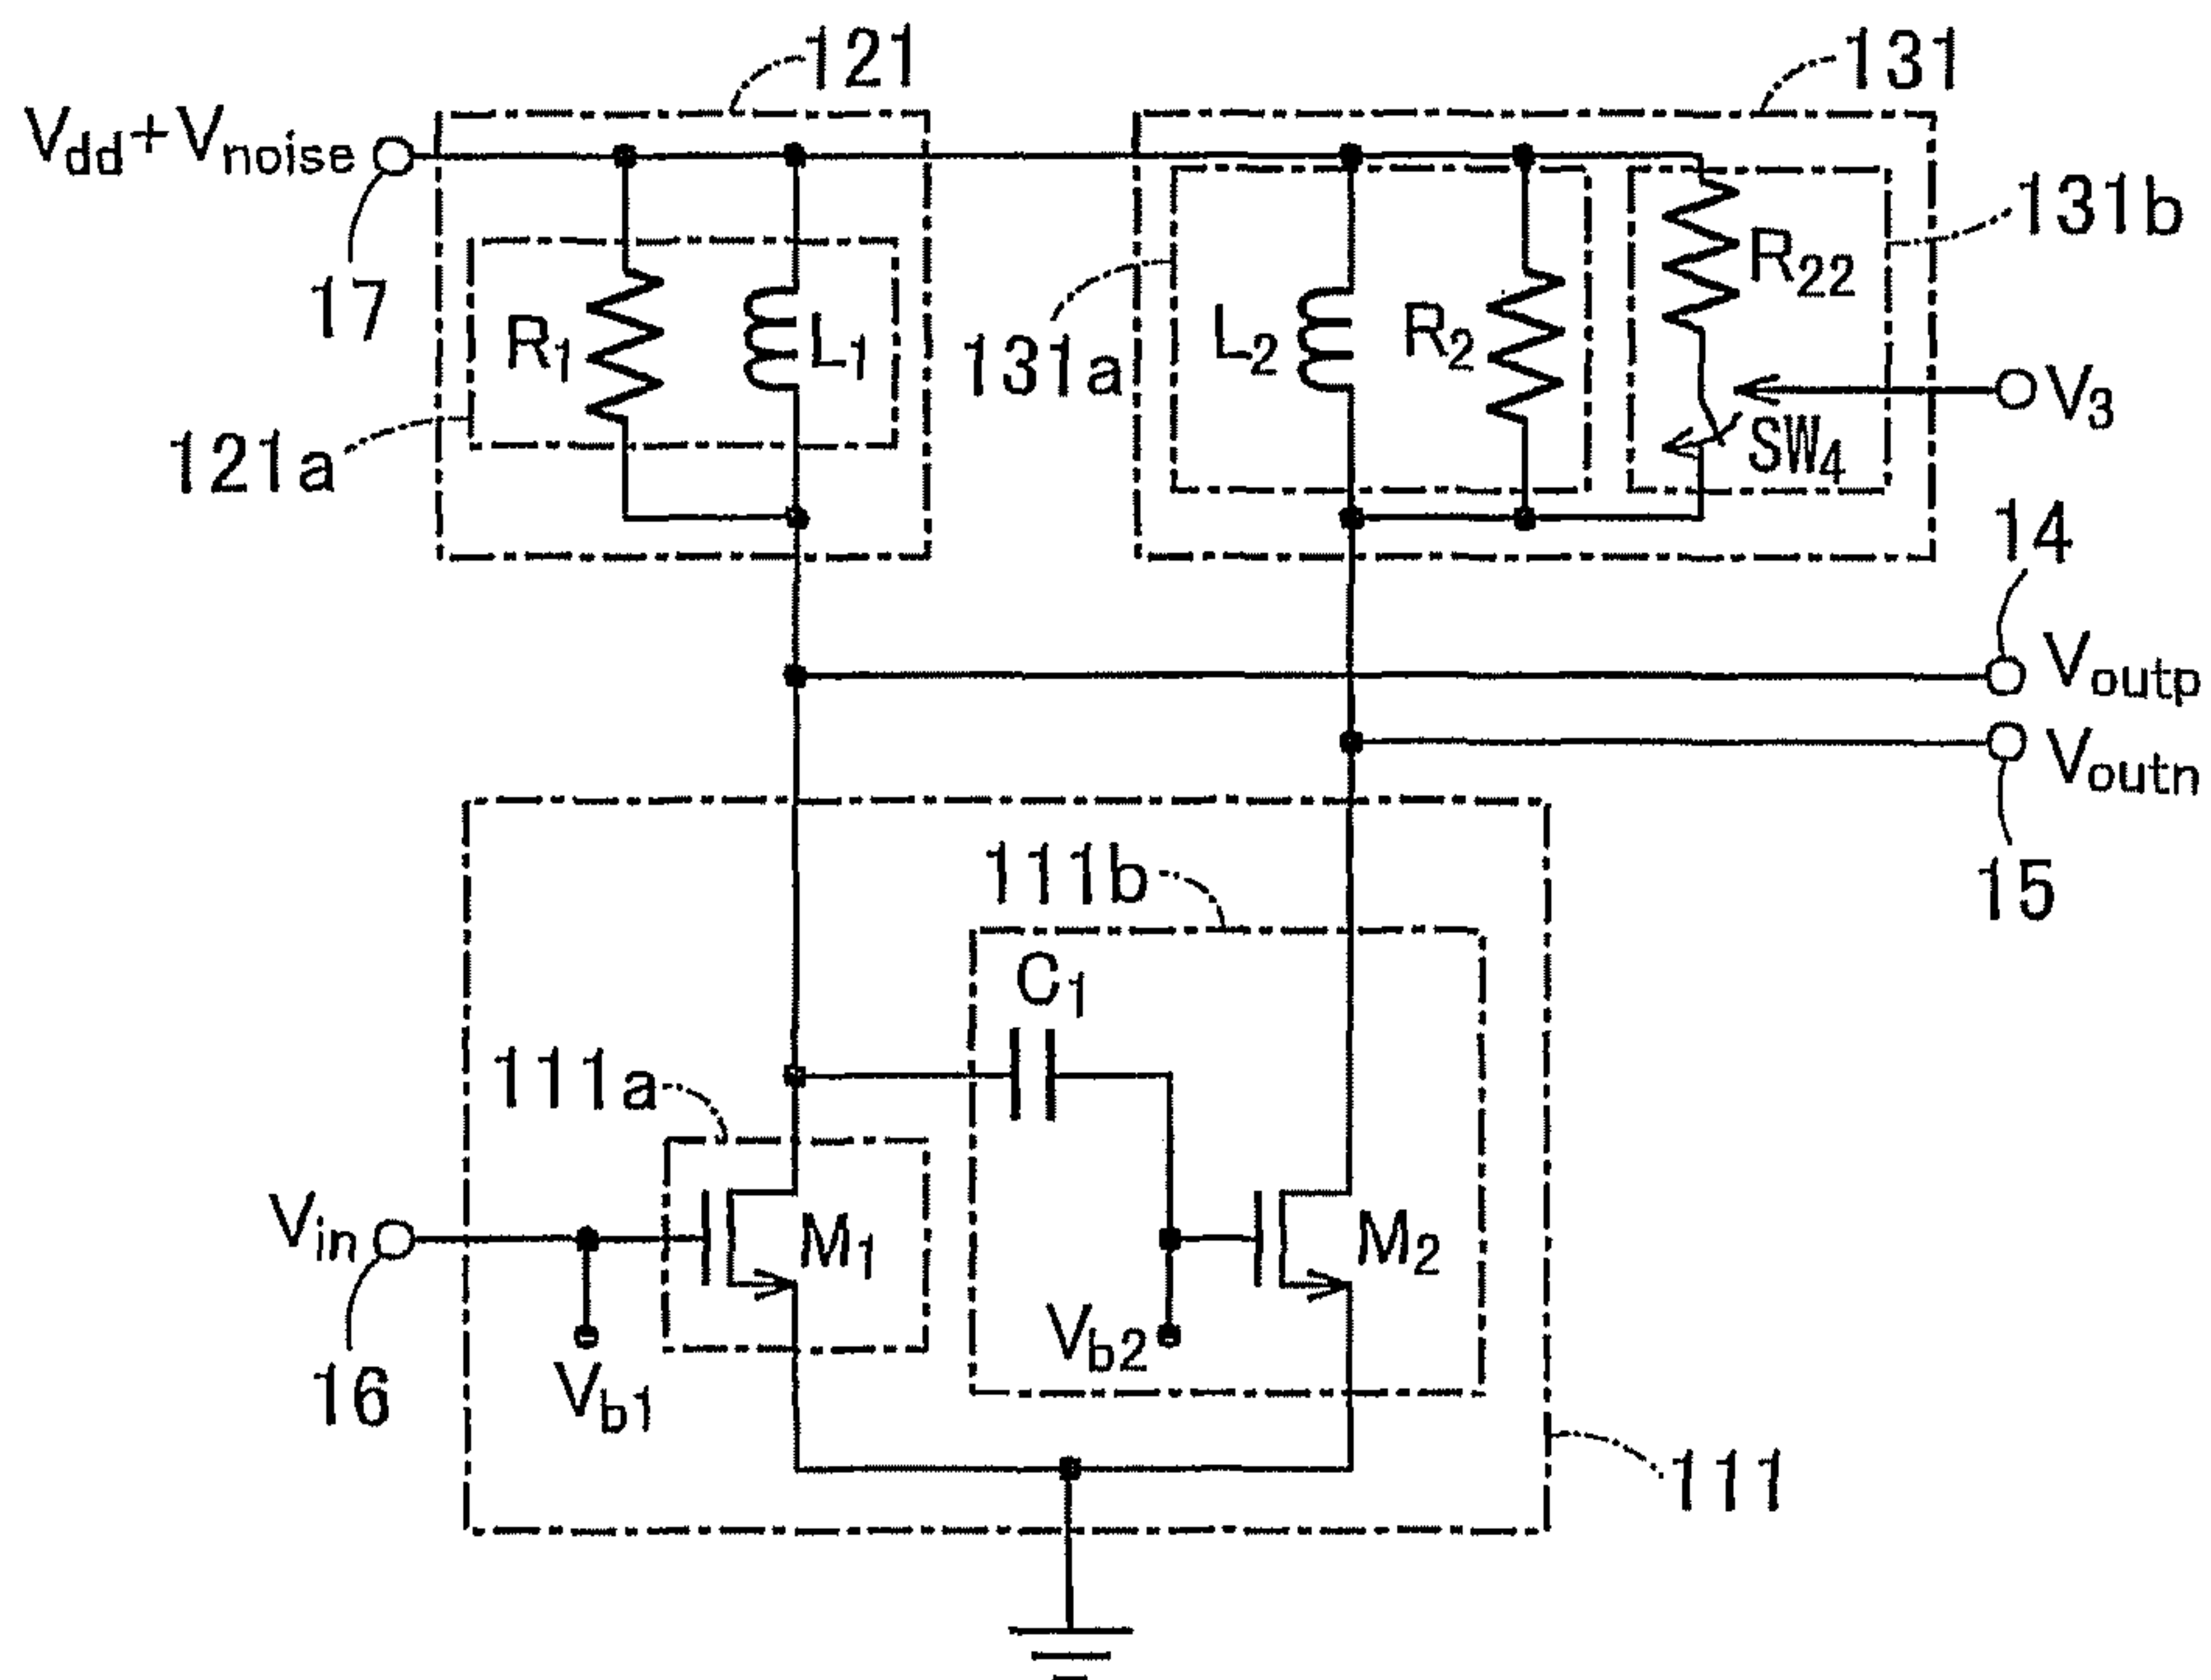 121
131
Vdd+Vnoise
131b
R22
17
R1
L1
L2
R2
131a
V3
121a
SW4
14
Voutp
Voutn
111b
15
C1
111a
Vin
M1
M2
Vb2
16
Vb1
111